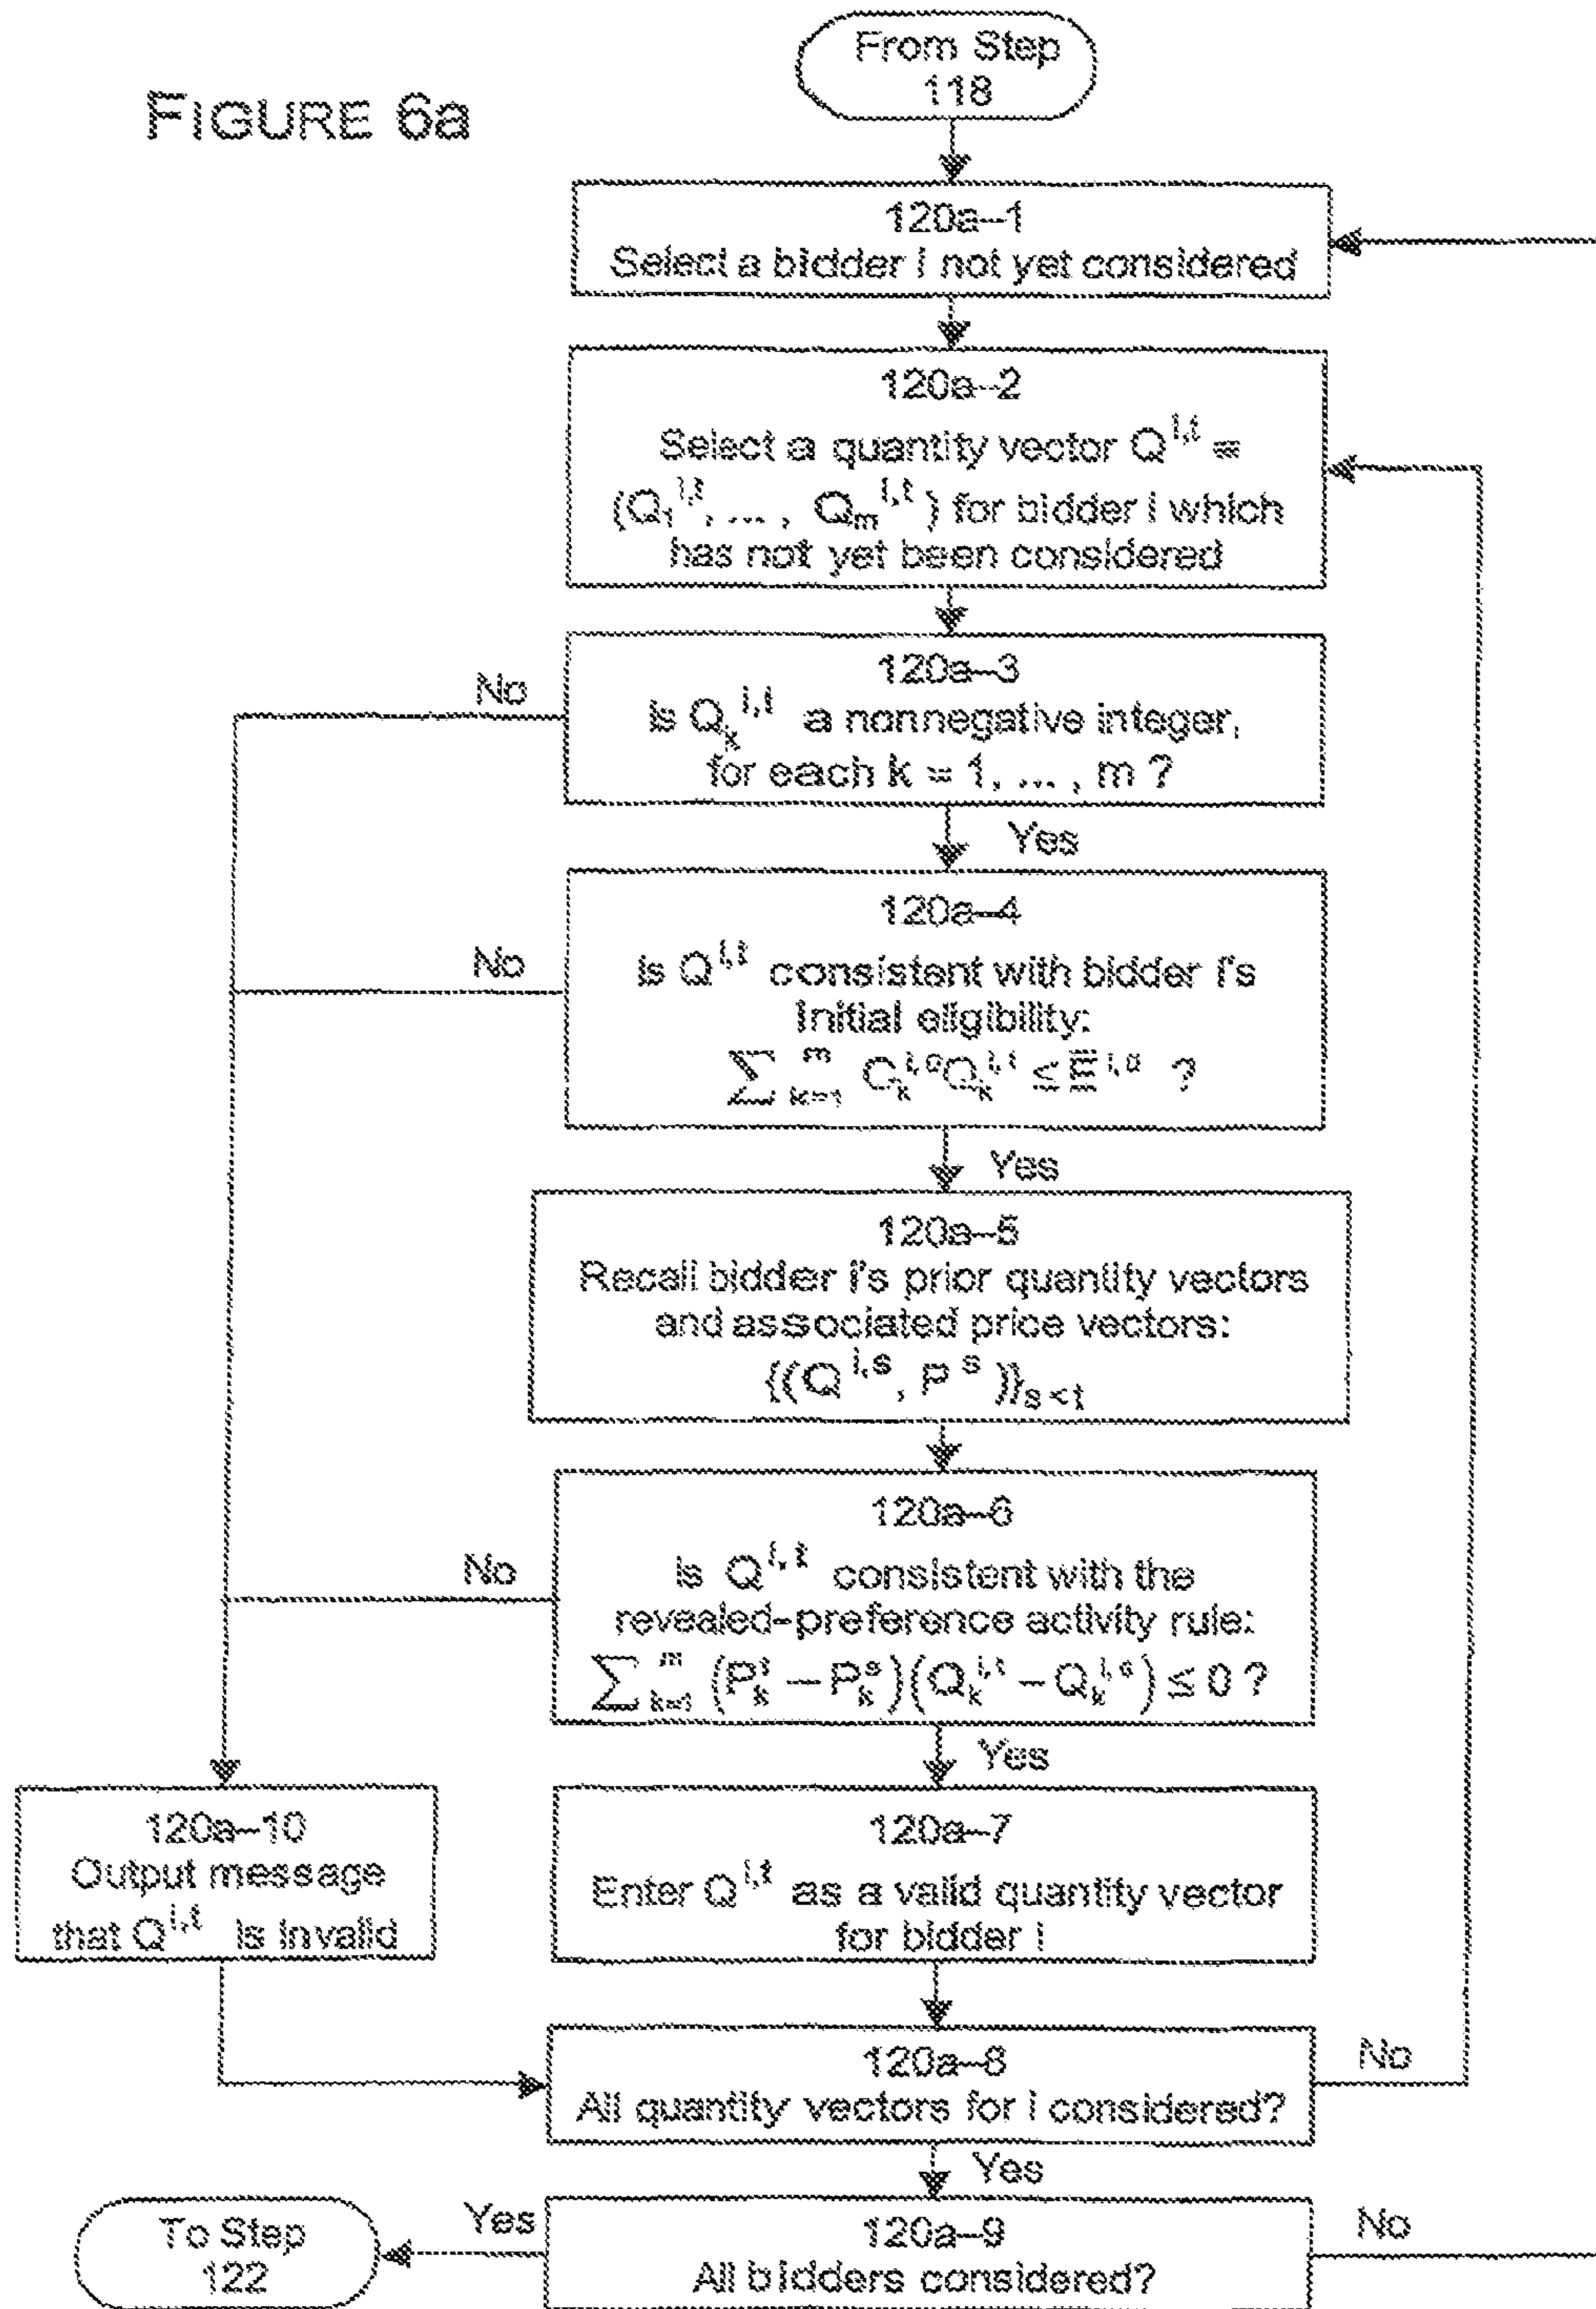 FIGURE 6a
From Step
118
120a–1
Select a bidder i not yet considered
120a–2
Select a quantity vector Q^{i,t} =
(Q_1^{i,t}, ... , Q_m^{i,t}) for bidder i which
has not yet been considered
120a–3
No
Is Q_k^{i,t} a nonnegative integer,
for each k = 1, ... , m ?
Yes
120a–4
No
Is Q^{i,t} consistent with bidder i's
initial eligibility:
∑_{k=1}^{m} C_k^{i,0} Q_k^{i,t} ≤ E^{i,0} ?
Yes
120a–5
Recall bidder i's prior quantity vectors
and associated price vectors:
{(Q^{i,s}, P^s)}_{s<t}
120a–6
No
Is Q^{i,t} consistent with the
revealed-preference activity rule:
∑_{k=1}^{m} (P_k^t – P_k^s)(Q_k^{i,t} – Q_k^{i,s}) ≤ 0 ?
Yes
120a–10
Output message
that Q^{i,t} is invalid
120a–7
Enter Q^{i,t} as a valid quantity vector
for bidder i
120a–8
No
All quantity vectors for i considered?
Yes
To Step
122
Yes
120a–9
No
All bidders considered?